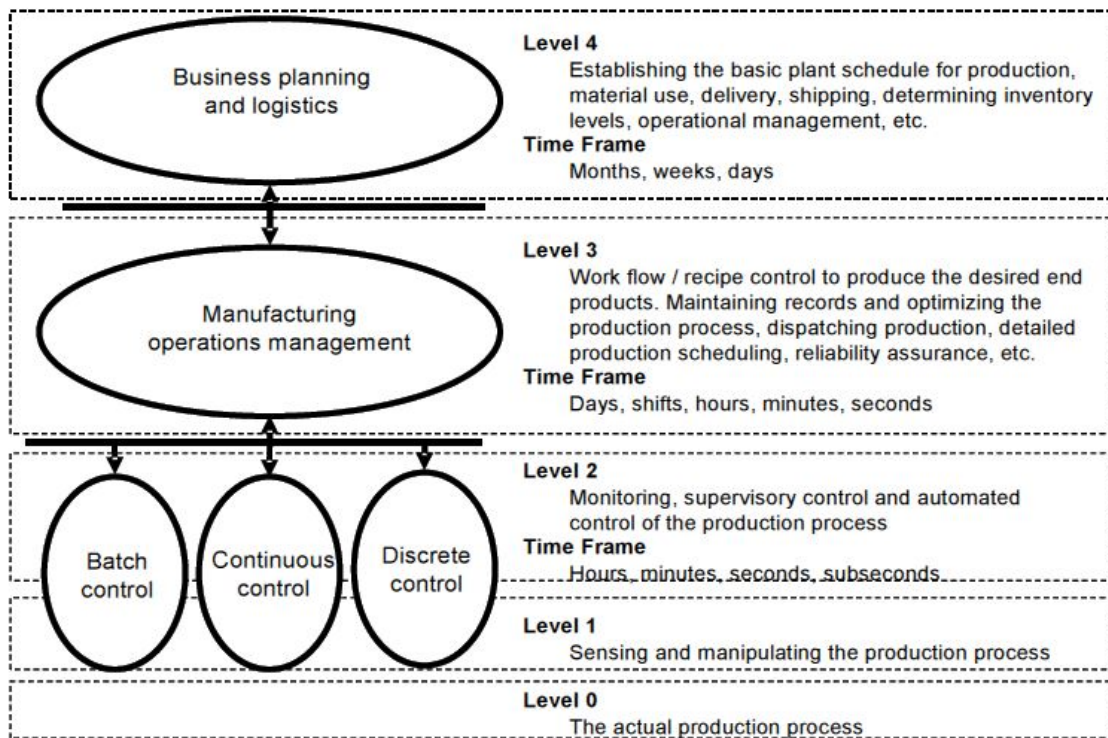 Business planning
and logistics
Level 4
Establishing the basic plant schedule for production,
material use, delivery, shipping, determining inventory
levels, operational management, etc.
Time Frame
Months, weeks, days
Manufacturing
operations management
Level 3
Work flow / recipe control to produce the desired end
products. Maintaining records and optimizing the
production process, dispatching production, detailed
production scheduling, reliability assurance, etc.
Time Frame
Days, shifts, hours, minutes, seconds
Batch
control
Continuous
control
Discrete
control
Level 2
Monitoring, supervisory control and automated
control of the production process
Time Frame
Hours, minutes, seconds, subseconds
Level 1
Sensing and manipulating the production process
Level 0
The actual production process